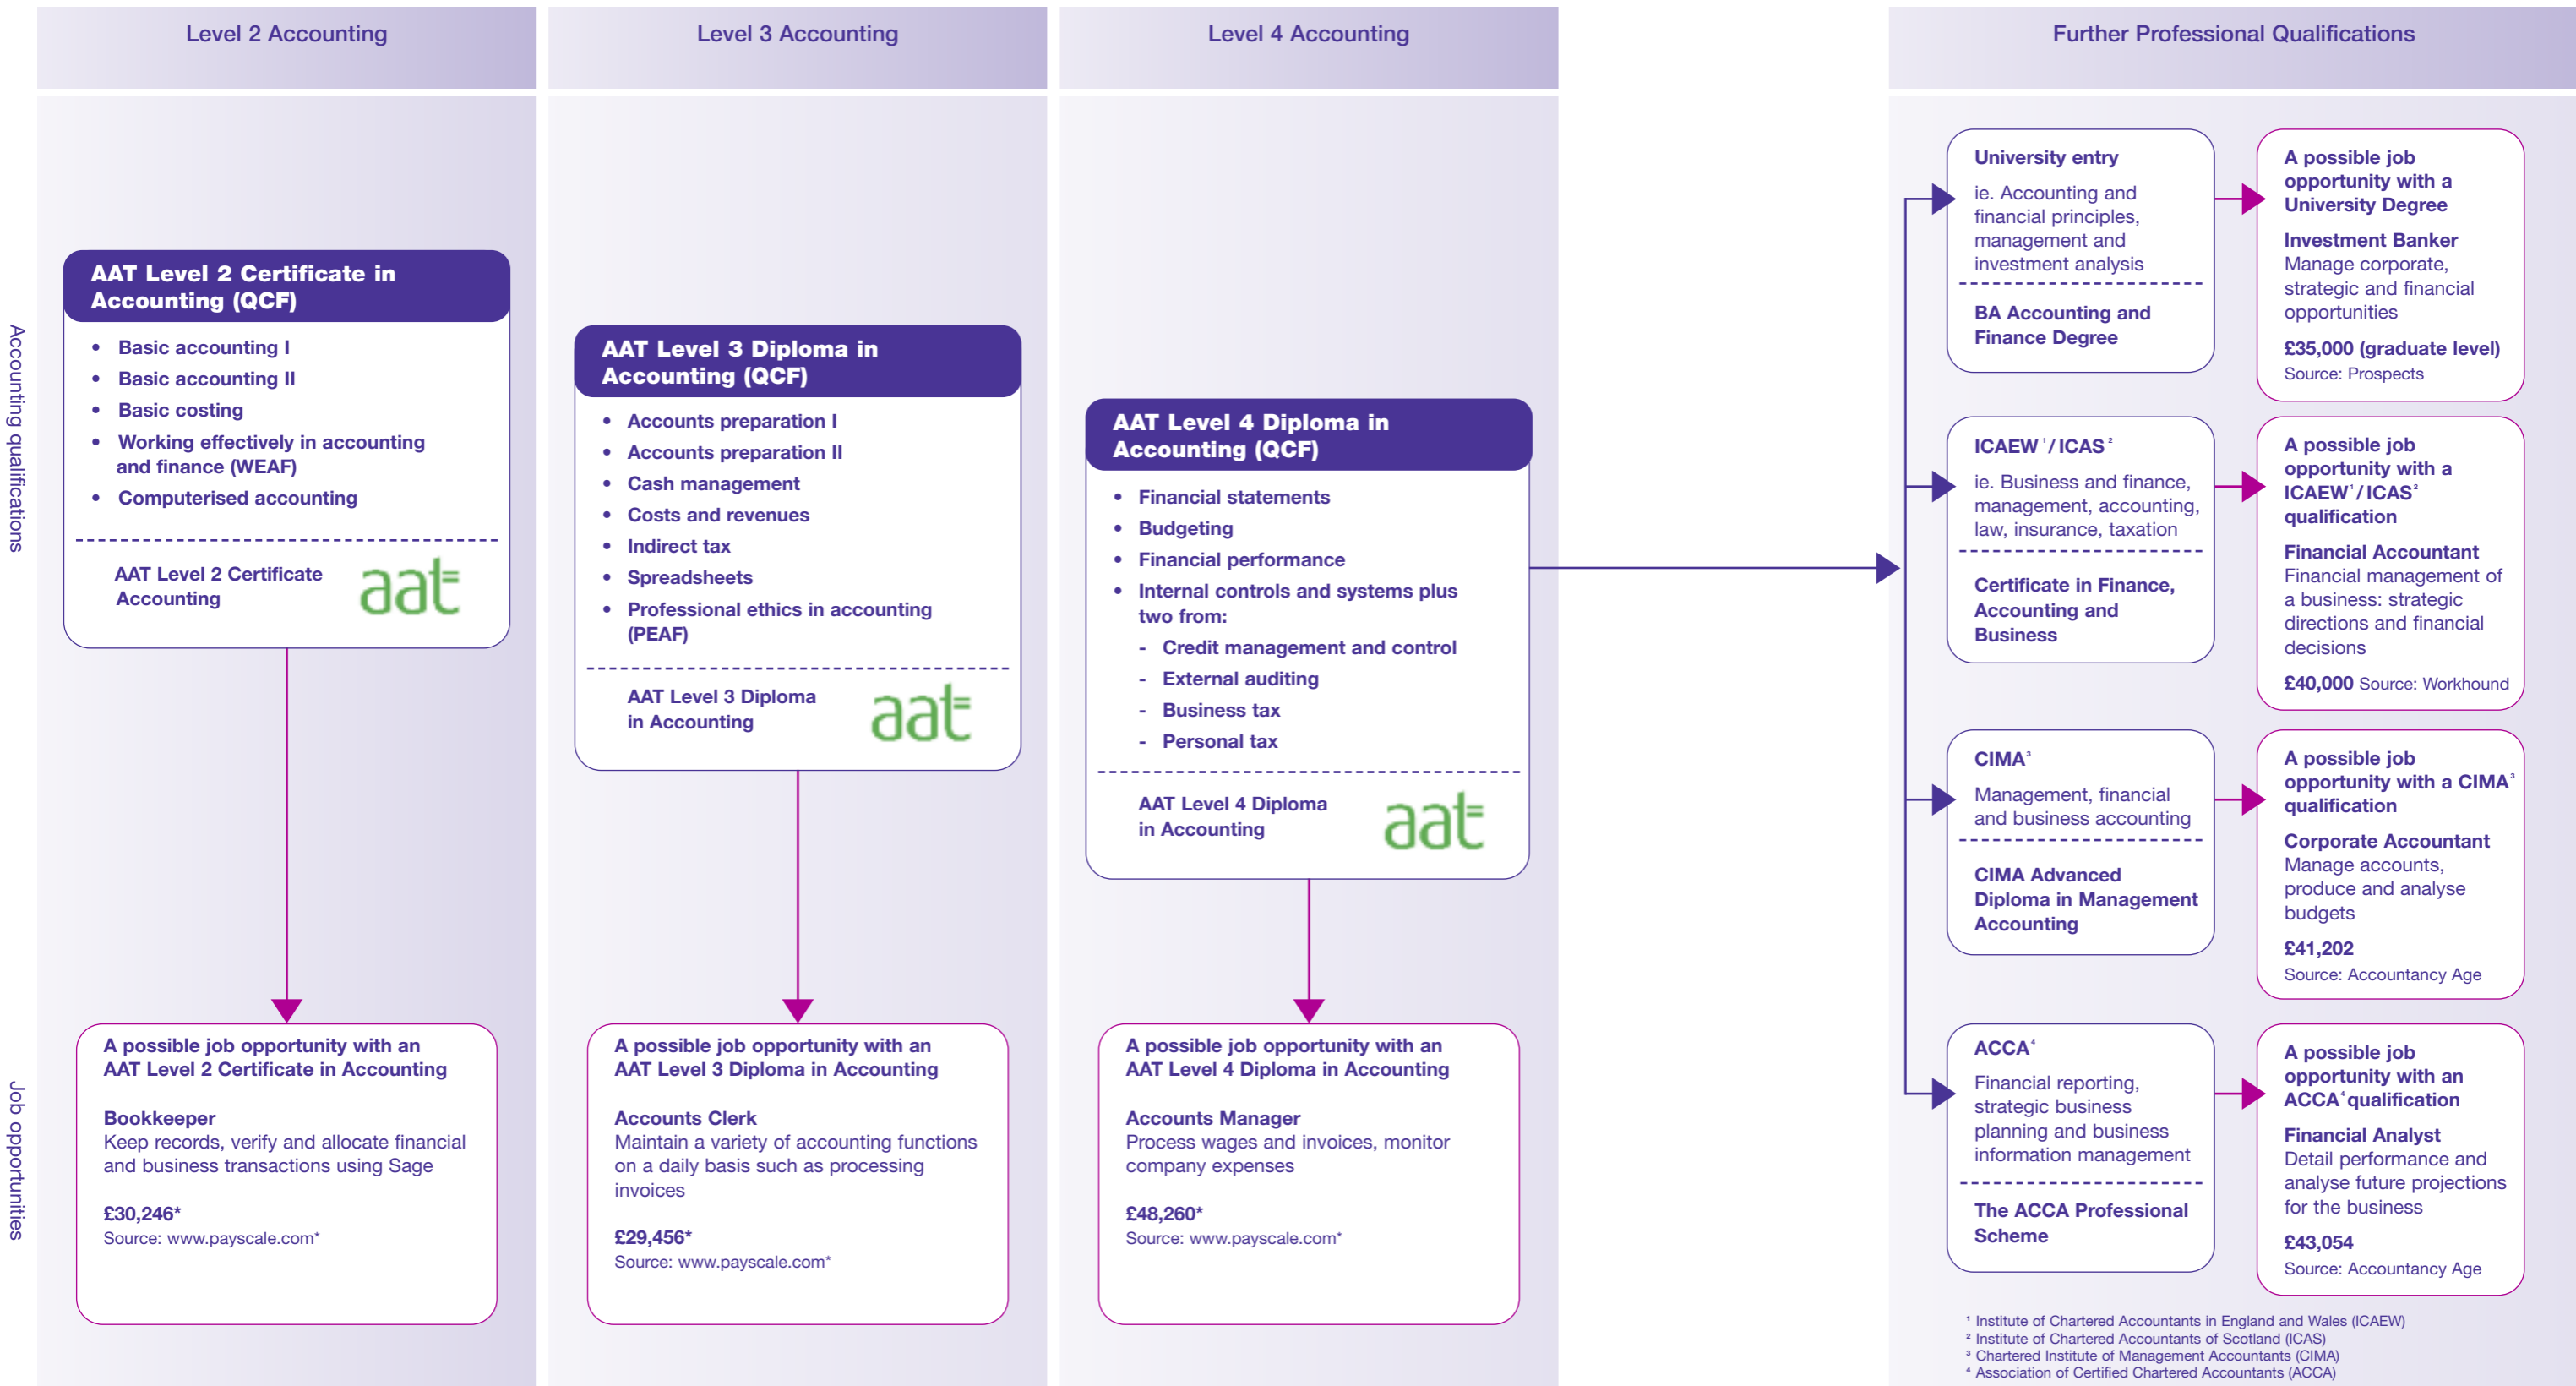 Level 2 Accounting
Level 3 Accounting
Level 4 Accounting
Further Professional Qualifications
Accounting qualifications
Job opportunities
AAT Level 2 Certificate in
Accounting (QCF)
• Basic accounting I
• Basic accounting II
• Basic costing
• Working effectively in accounting
and finance (WEAF)
• Computerised accounting
AAT Level 2 Certificate
Accounting
aat
A possible job opportunity with an
AAT Level 2 Certificate in Accounting
Bookkeeper
Keep records, verify and allocate financial
and business transactions using Sage
£30,246*
Source: www.payscale.com*
AAT Level 3 Diploma in
Accounting (QCF)
• Accounts preparation I
• Accounts preparation II
• Cash management
• Costs and revenues
• Indirect tax
• Spreadsheets
• Professional ethics in accounting
(PEAF)
AAT Level 3 Diploma
in Accounting
aat
A possible job opportunity with an
AAT Level 3 Diploma in Accounting
Accounts Clerk
Maintain a variety of accounting functions
on a daily basis such as processing
invoices
£29,456*
Source: www.payscale.com*
AAT Level 4 Diploma in
Accounting (QCF)
• Financial statements
• Budgeting
• Financial performance
• Internal controls and systems plus
two from:
- Credit management and control
- External auditing
- Business tax
- Personal tax
AAT Level 4 Diploma
in Accounting
aat
A possible job opportunity with an
AAT Level 4 Diploma in Accounting
Accounts Manager
Process wages and invoices, monitor
company expenses
£48,260*
Source: www.payscale.com*
University entry
ie. Accounting and
financial principles,
management and
investment analysis
BA Accounting and
Finance Degree
A possible job
opportunity with a
University Degree
Investment Banker
Manage corporate,
strategic and financial
opportunities
£35,000 (graduate level)
Source: Prospects
ICAEW¹/ICAS²
ie. Business and finance,
management, accounting,
law, insurance, taxation
Certificate in Finance,
Accounting and
Business
A possible job
opportunity with a
ICAEW¹/ICAS²
qualification
Financial Accountant
Financial management of
a business: strategic
directions and financial
decisions
£40,000 Source: Workhound
CIMA³
Management, financial
and business accounting
CIMA Advanced
Diploma in Management
Accounting
A possible job
opportunity with a CIMA³
qualification
Corporate Accountant
Manage accounts,
produce and analyse
budgets
£41,202
Source: Accountancy Age
ACCA⁴
Financial reporting,
strategic business
planning and business
information management
The ACCA Professional
Scheme
A possible job
opportunity with an
ACCA⁴ qualification
Financial Analyst
Detail performance and
analyse future projections
for the business
£43,054
Source: Accountancy Age
¹ Institute of Chartered Accountants in England and Wales (ICAEW)
² Institute of Chartered Accountants of Scotland (ICAS)
³ Chartered Institute of Management Accountants (CIMA)
⁴ Association of Certified Chartered Accountants (ACCA)